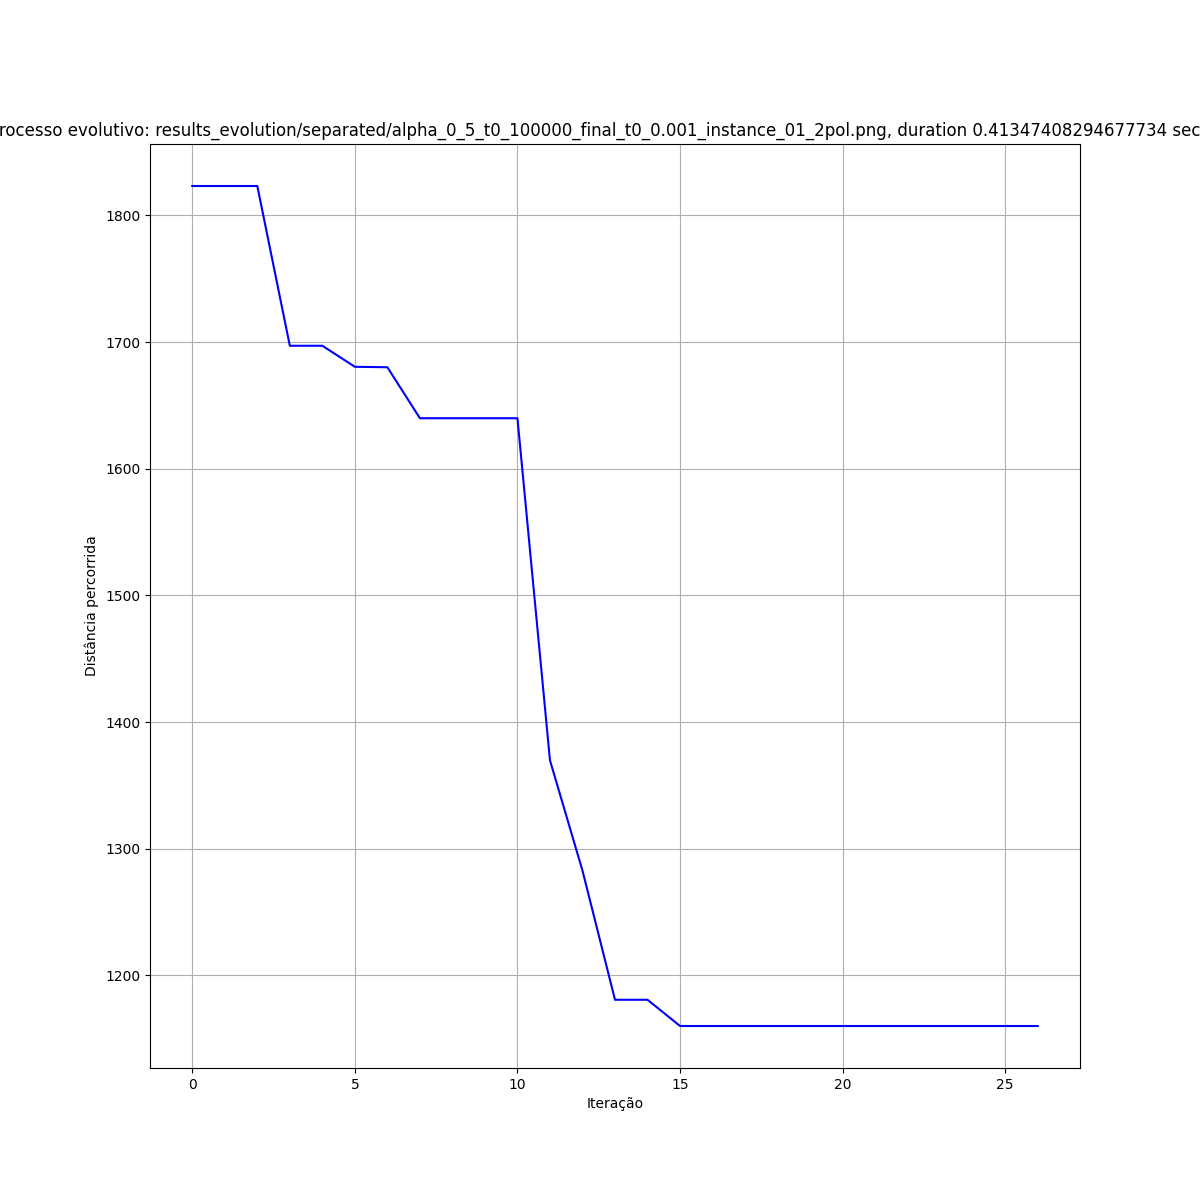 rocesso evolutivo: results_evolution/separated/alpha_0_5_t0_100000_final_t0_0.001_instance_01_2pol.png, duration 0.41347408294677734 sec
1800
1700
1600
1500
1400
1300
1200
Distância percorrida
0 5 10 15 20 25
Iteração